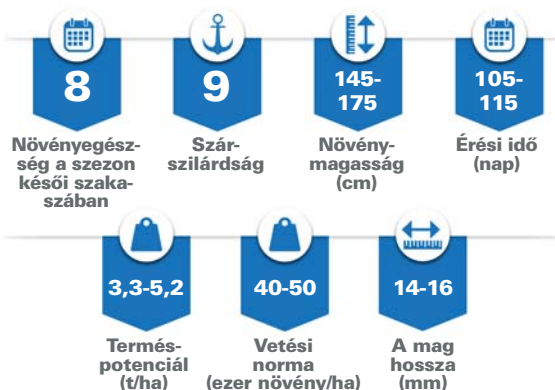 8
Növényegész-
ség a szezon
késői szaka-
szában
9
Szár-
szilárdság
145-
175
Növény-
magasság
(cm)
105-
115
Érési idő
(nap)
3,3-5,2
Termés-
potenciál
(t/ha)
40-50
Vetési
norma
(ezer növény/ha)
14-16
A mag
hossza
(mm)